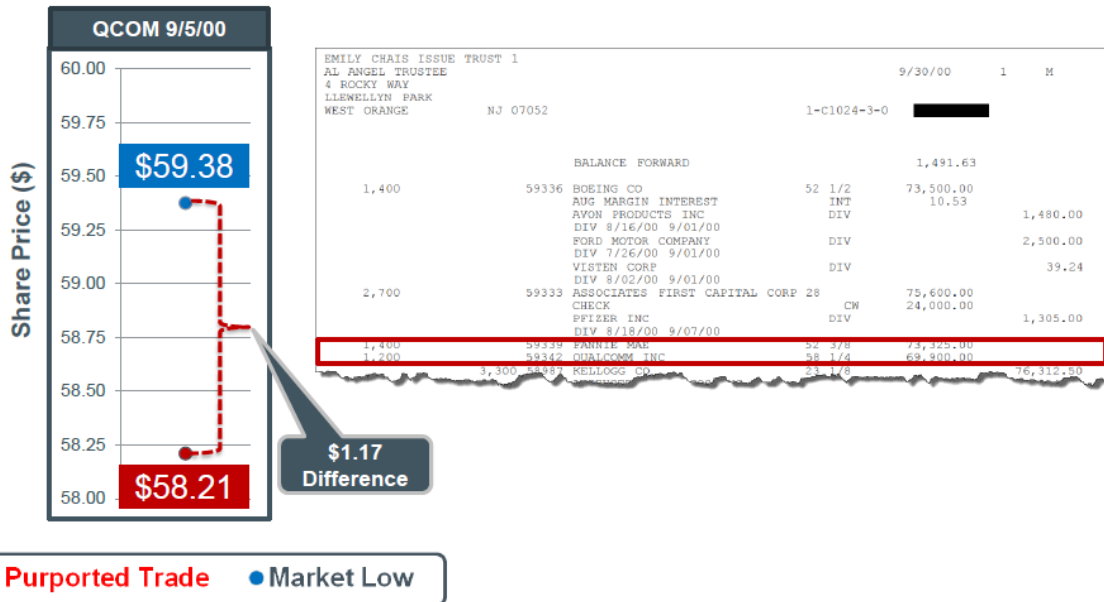 QCOM 9/5/00
60.00
59.75
59.50
59.25
59.00
58.75
58.50
58.25
58.00
Share Price ($)
$59.38
$58.21
$1.17
Difference
Purported Trade
Market Low
EMILY CHAIS ISSUE TRUST 1
AL ANGEL TRUSTEE 9/30/00 1 M
4 ROCKY WAY
LLEWELLYN PARK
WEST ORANGE NJ 07052 1-C1024-3-0
BALANCE FORWARD 1,491.63
1,400 59336 BOEING CO 52 1/2 73,500.00
AUG MARGIN INTEREST INT 10.53
AVON PRODUCTS INC DIV 1,480.00
DIV 8/16/00 9/01/00
FORD MOTOR COMPANY DIV 2,500.00
DIV 7/26/00 9/01/00
VISTEN CORP DIV 39.24
DIV 8/02/00 9/01/00
2,700 59333 ASSOCIATES FIRST CAPITAL CORP 28 75,600.00
CHECK CW 24,000.00
PFIZER INC DIV 1,305.00
DIV 8/18/00 9/07/00
1,400 59339 FANNIE MAE 52 3/8 73,325.00
1,200 59342 QUALCOMM INC 58 1/4 69,900.00
3,300 58987 KELLOGG CO 23 1/8 76,312.50